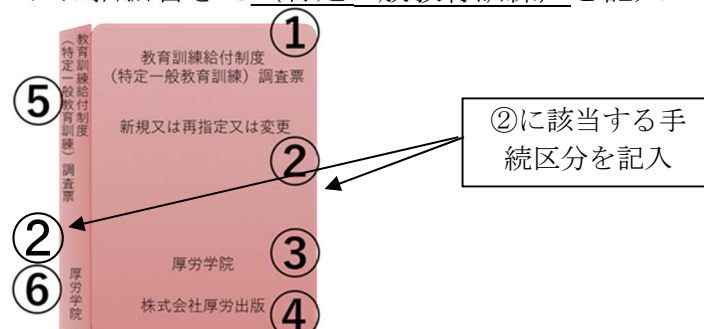 ①
教育訓練給付制度
（特定一般教育訓練）調査票
新規又は再指定又は変更
②
厚労学院
③
株式会社厚労出版
④
⑤
教育訓練給付制度
（特定一般教育訓練）調査票
②
⑥
厚労学院
②に該当する手
続区分を記入